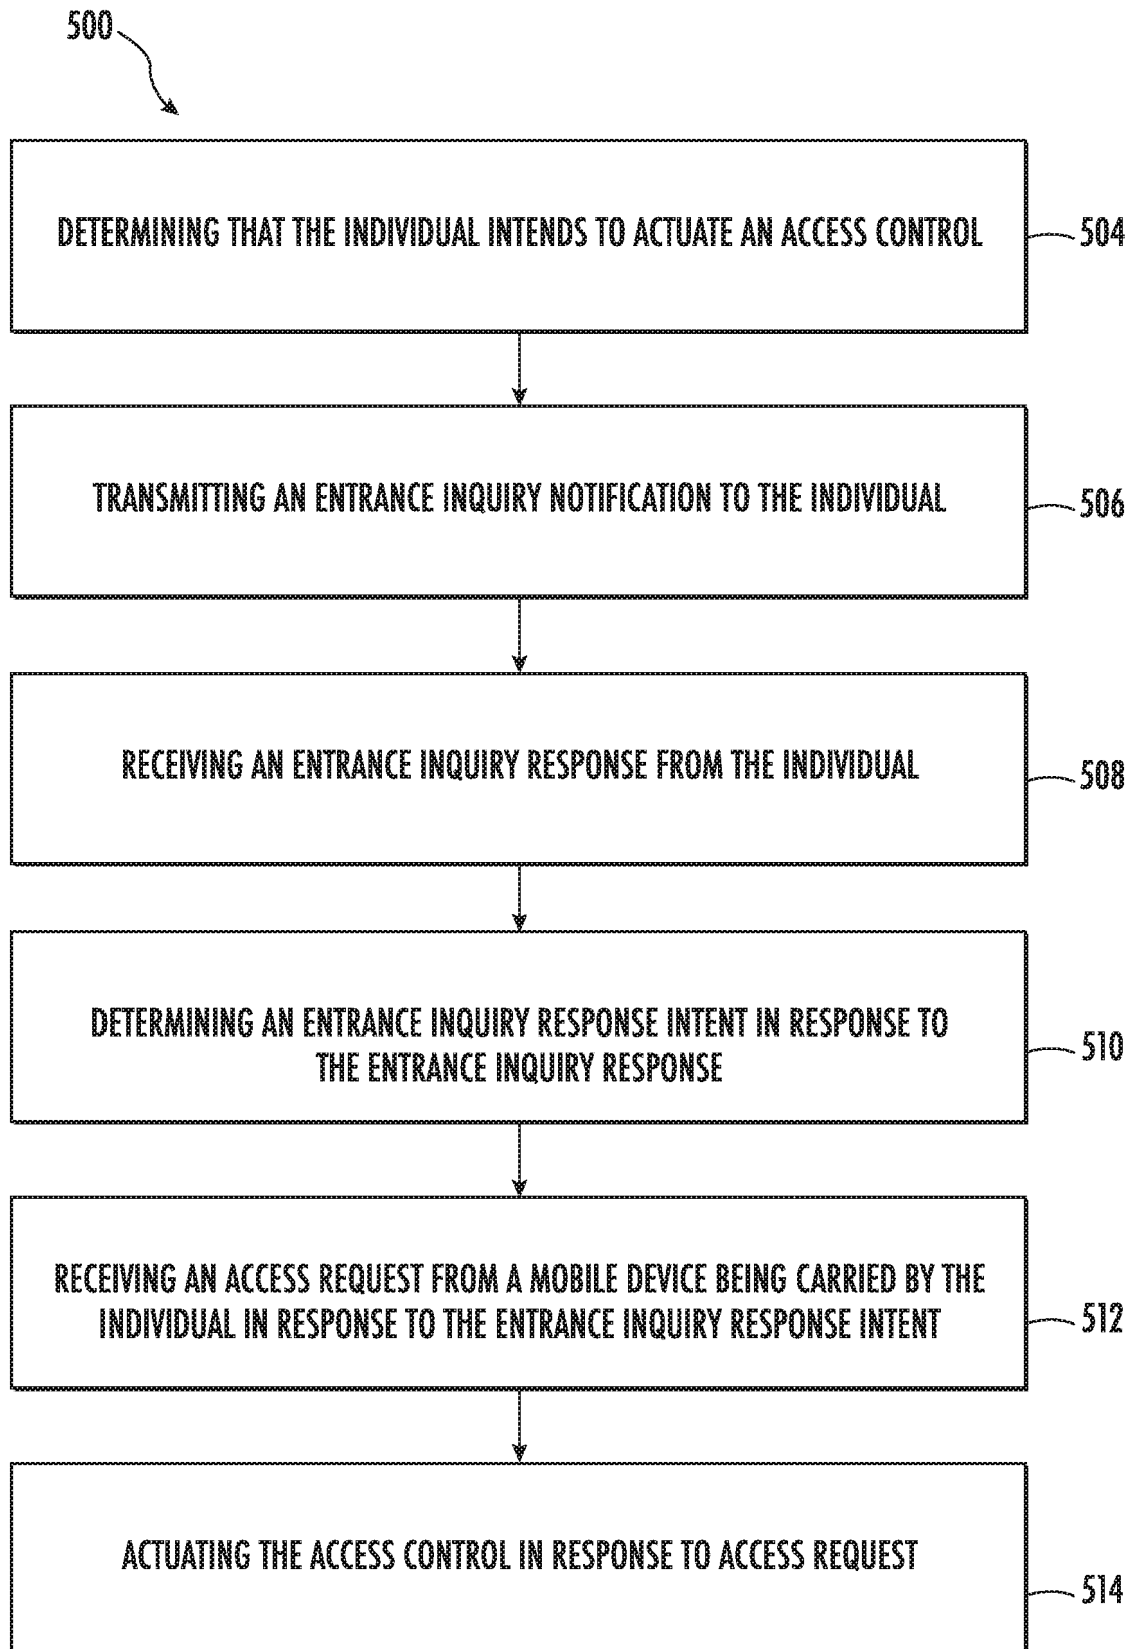 500
DETERMINING THAT THE INDIVIDUAL INTENDS TO ACTUATE AN ACCESS CONTROL
504
TRANSMITTING AN ENTRANCE INQUIRY NOTIFICATION TO THE INDIVIDUAL
506
RECEIVING AN ENTRANCE INQUIRY RESPONSE FROM THE INDIVIDUAL
508
DETERMINING AN ENTRANCE INQUIRY RESPONSE INTENT IN RESPONSE TO
THE ENTRANCE INQUIRY RESPONSE
510
RECEIVING AN ACCESS REQUEST FROM A MOBILE DEVICE BEING CARRIED BY THE
INDIVIDUAL IN RESPONSE TO THE ENTRANCE INQUIRY RESPONSE INTENT
512
ACTUATING THE ACCESS CONTROL IN RESPONSE TO ACCESS REQUEST
514